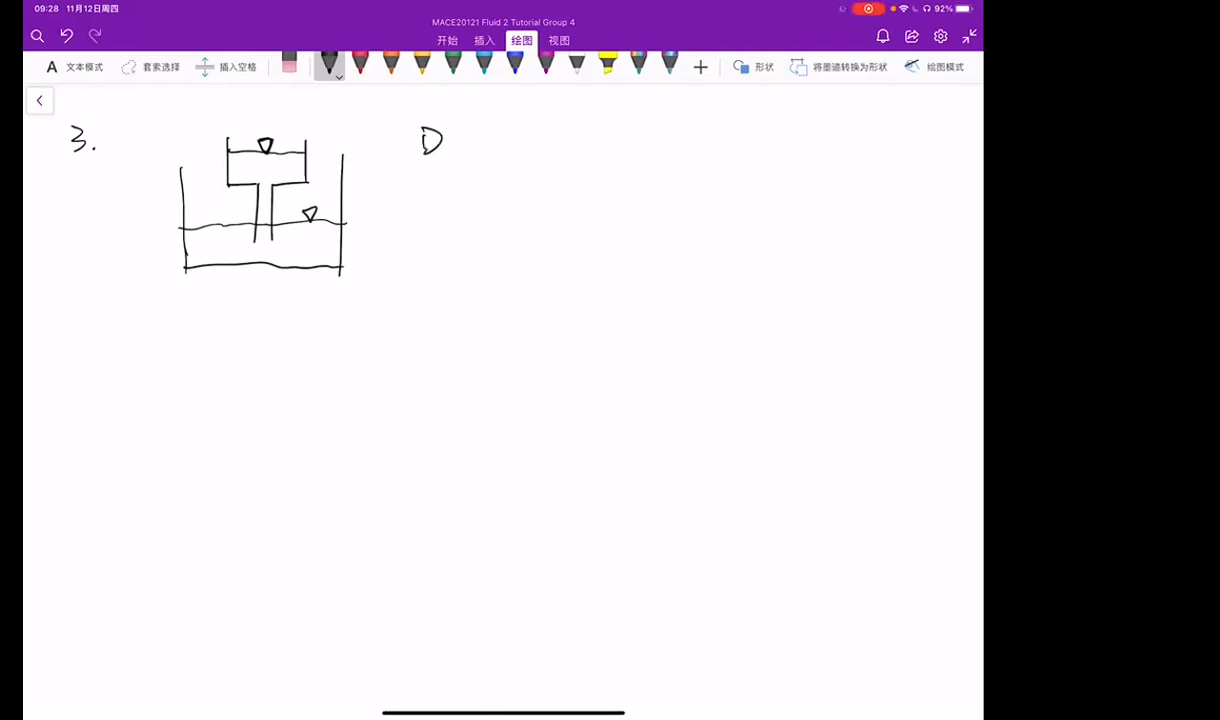 09:28 11月12日周四
92%
MACE20121 Fluid 2 Tutorial Group 4
开始 插入 绘图 视图
A 文本模式 套索选择 插入空格 形状 将墨迹转换为形状 绘图模式
3. D